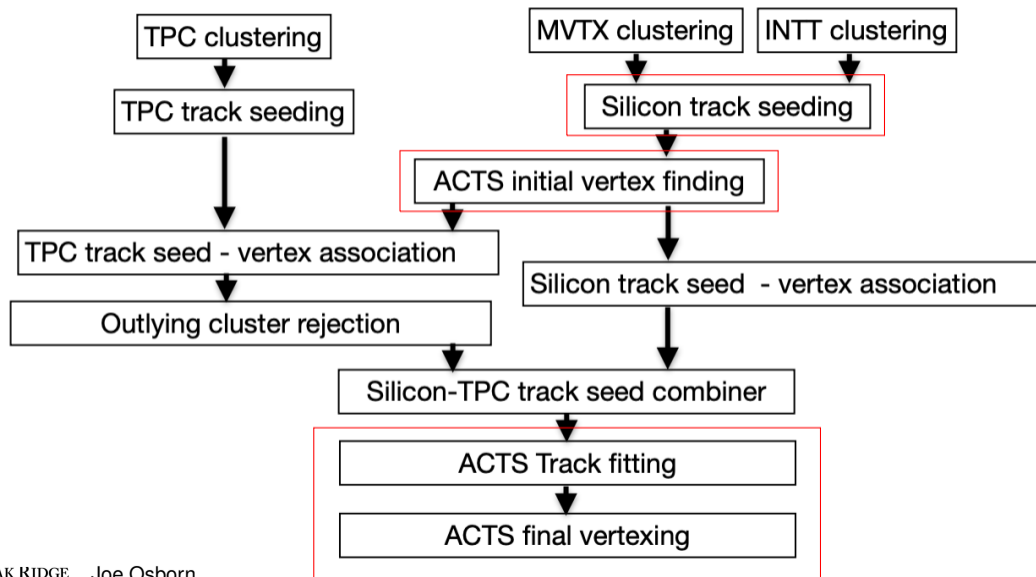 TPC clustering
MVTX clustering
INTT clustering
TPC track seeding
Silicon track seeding
ACTS initial vertex finding
TPC track seed - vertex association
Silicon track seed - vertex association
Outlying cluster rejection
Silicon-TPC track seed combiner
ACTS Track fitting
ACTS final vertexing
RIDGE Joe Osborn